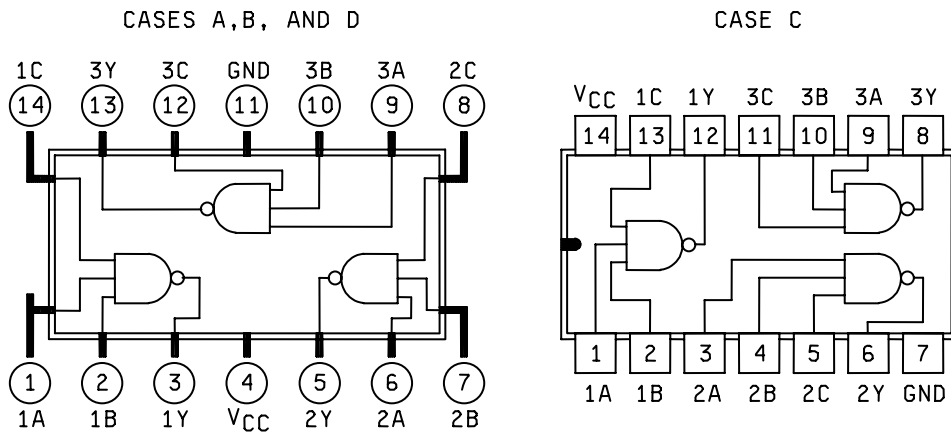 CASES A,B, AND D
1C 3Y 3C GND 3B 3A 2C
14 13 12 11 10 9 8
1 2 3 4 5 6 7
1A 1B 1Y VCC 2Y 2A 2B
CASE C
VCC 1C 1Y 3C 3B 3A 3Y
14 13 12 11 10 9 8
1 2 3 4 5 6 7
1A 1B 2A 2B 2C 2Y GND